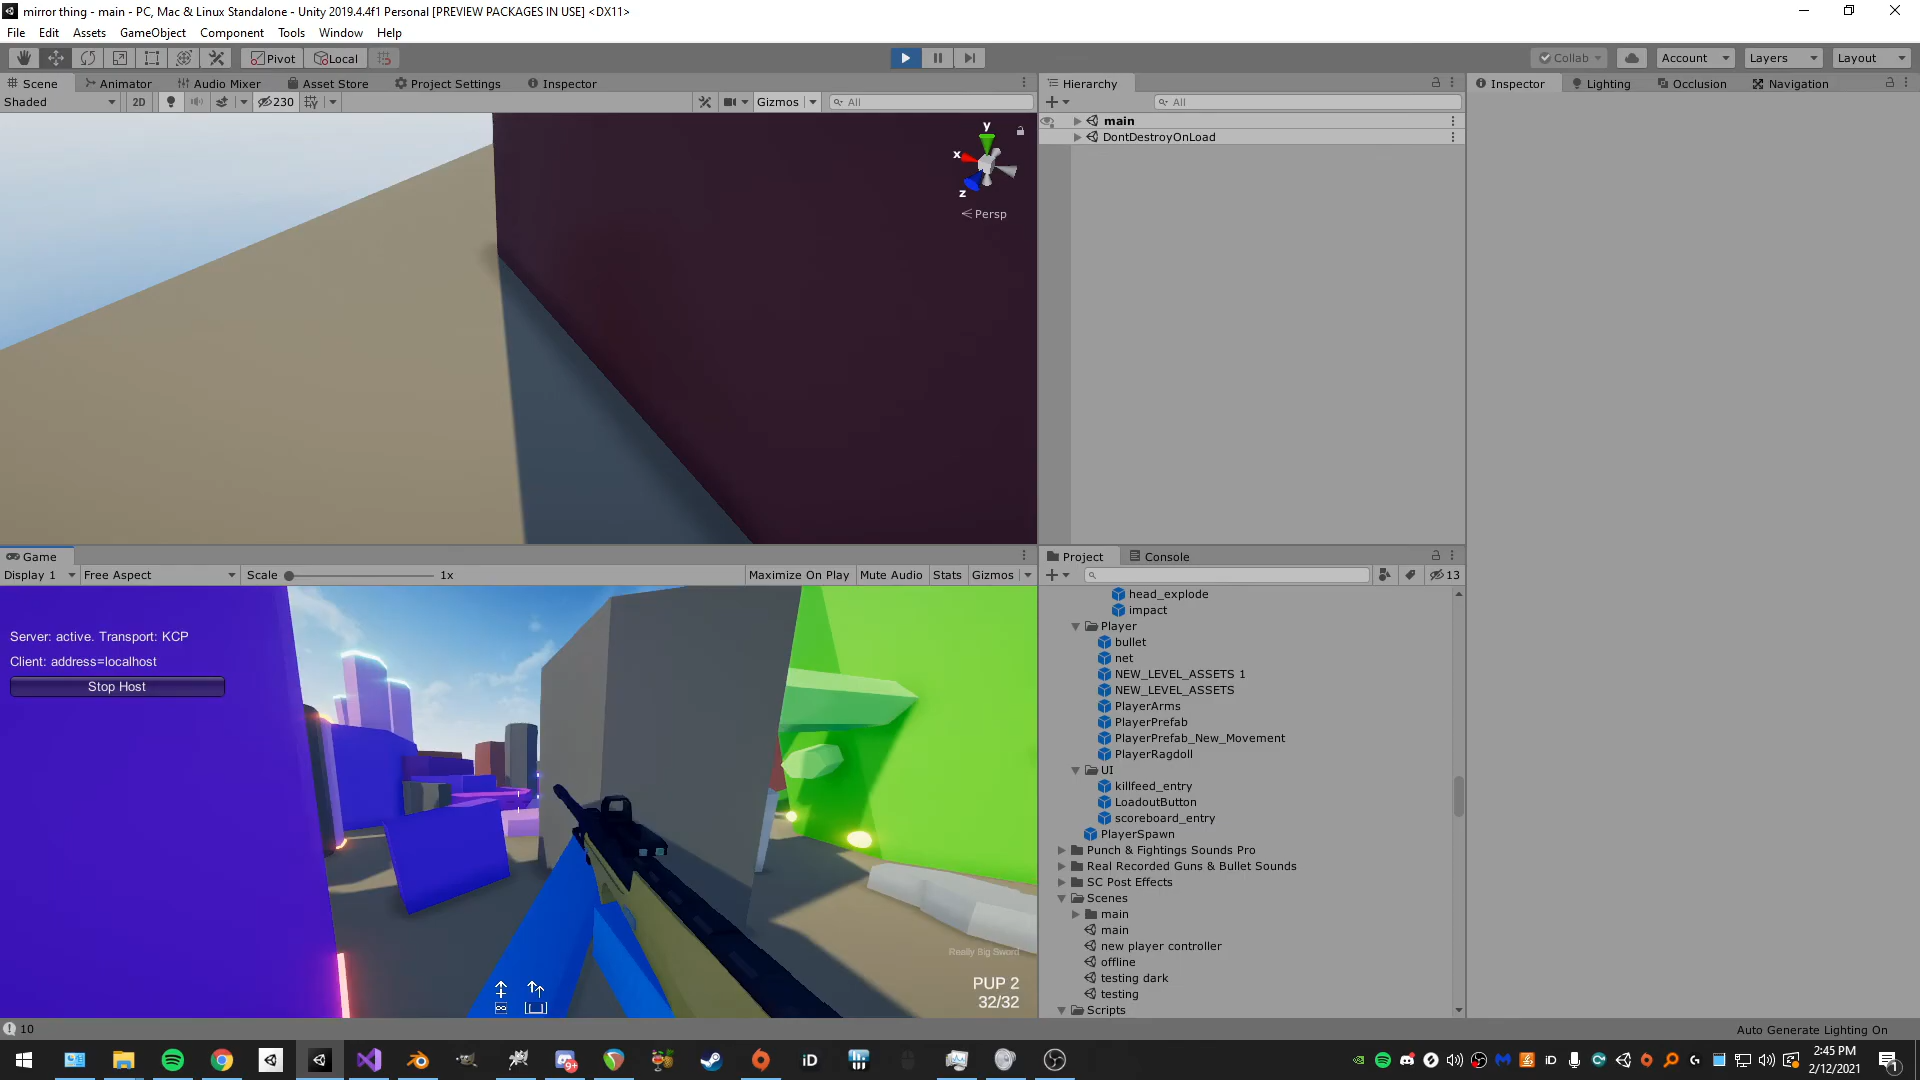 mirror thing - main - PC, Mac & Linux Standalone - Unity 2019.4.4f1 Personal [PREVIEW PACKAGES IN USE] <DX11>
File Edit Assets GameObject Component Tools Window Help
Pivot Local Collab Account Layers Layout
Scene Animator Audio Mixer Asset Store Project Settings Inspector
Shaded 2D 230 Gizmos All
y
x
z
Persp
Hierarchy
All
main
DontDestroyOnLoad
Inspector Lighting Occlusion Navigation
Game
Display 1 Free Aspect Scale 1x Maximize On Play Mute Audio Stats Gizmos
Server: active. Transport: KCP
Client: address=localhost
Stop Host
Really Big Sword
PUP 2
32/32
Project Console
13
head_explode
impact
Player
bullet
net
NEW_LEVEL_ASSETS 1
NEW_LEVEL_ASSETS
PlayerArms
PlayerPrefab
PlayerPrefab_New_Movement
PlayerRagdoll
UI
killfeed_entry
LoadoutButton
scoreboard_entry
PlayerSpawn
Punch & Fightings Sounds Pro
Real Recorded Guns & Bullet Sounds
SC Post Effects
Scenes
main
main
new player controller
offline
testing dark
testing
Scripts
10
Auto Generate Lighting On
9+
iD
iD
2:45 PM
2/12/2021
1